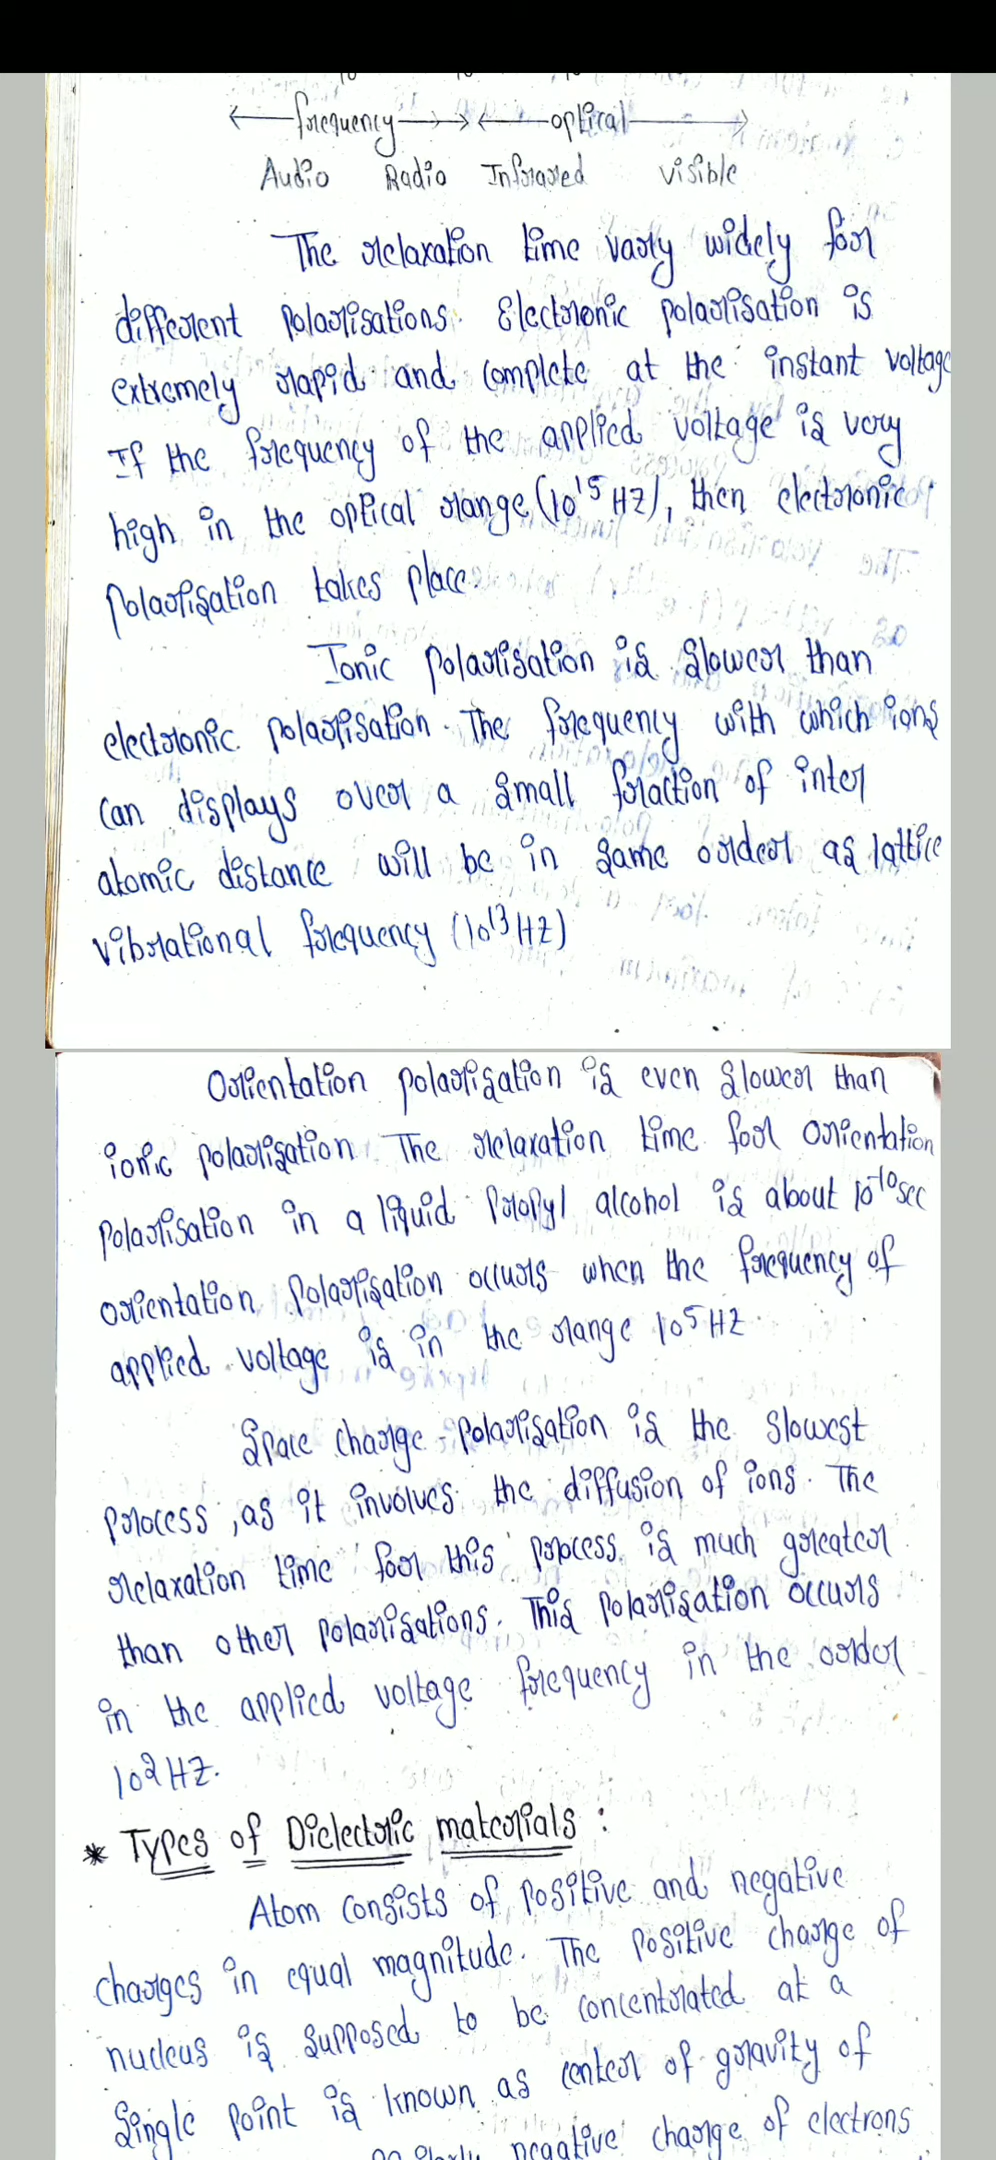 frequency optical
Audio Radio Infrared visible
The relaxation time vary widely for
different polarisations. Electronic polarisation is
extremely rapid and complete at the instant voltage
If the frequency of the applied voltage is very
high in the optical range (10¹⁵ HZ), then electronic
polarisation takes place.
Ionic polarisation is slower than
electronic polarisation. The frequency with which ions
can displays over a small fraction of inter
atomic distance will be in same order as lattice
vibrational frequency (10¹³ HZ)
Orientation polarisation is even slower than
ionic polarisation. The relaxation time for orientation
polarisation in a liquid propyl alcohol is about 10⁻¹⁰ sec
orientation polarisation occurs when the frequency of
applied voltage is in the range 10⁵ HZ.
Space charge - polarisation is the slowest
process, as it involves the diffusion of ions. The
relaxation time for this process is much greater
than other polarisations. This polarisation occurs
in the applied voltage frequency in the order
10² HZ.
* Types of Dielectric materials :
Atom consists of positive and negative
charges in equal magnitude. The positive charge of
nucleus is supposed to be concentrated at a
single point is known as center of gravity of
negative charge of electrons